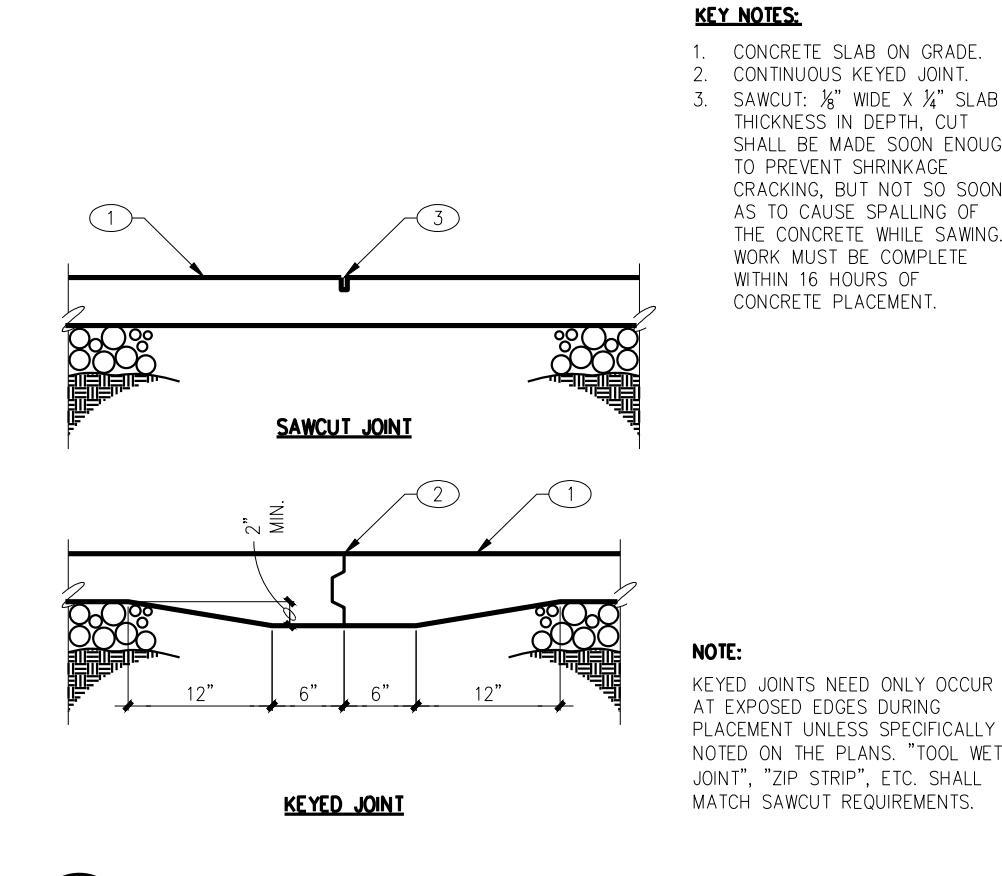 KEY NOTES:
1. CONCRETE SLAB ON GRADE.
2. CONTINUOUS KEYED JOINT.
3. SAWCUT: ⅛" WIDE X ¼" SLAB
THICKNESS IN DEPTH, CUT
SHALL BE MADE SOON ENOUG
TO PREVENT SHRINKAGE
CRACKING, BUT NOT SO SOON
AS TO CAUSE SPALLING OF
THE CONCRETE WHILE SAWING.
WORK MUST BE COMPLETE
WITHIN 16 HOURS OF
CONCRETE PLACEMENT.
1 3
SAWCUT JOINT
2 1
2"
MIN.
12" 6" 6" 12"
KEYED JOINT
NOTE:
KEYED JOINTS NEED ONLY OCCUR
AT EXPOSED EDGES DURING
PLACEMENT UNLESS SPECIFICALLY
NOTED ON THE PLANS. "TOOL WET
JOINT", "ZIP STRIP", ETC. SHALL
MATCH SAWCUT REQUIREMENTS.